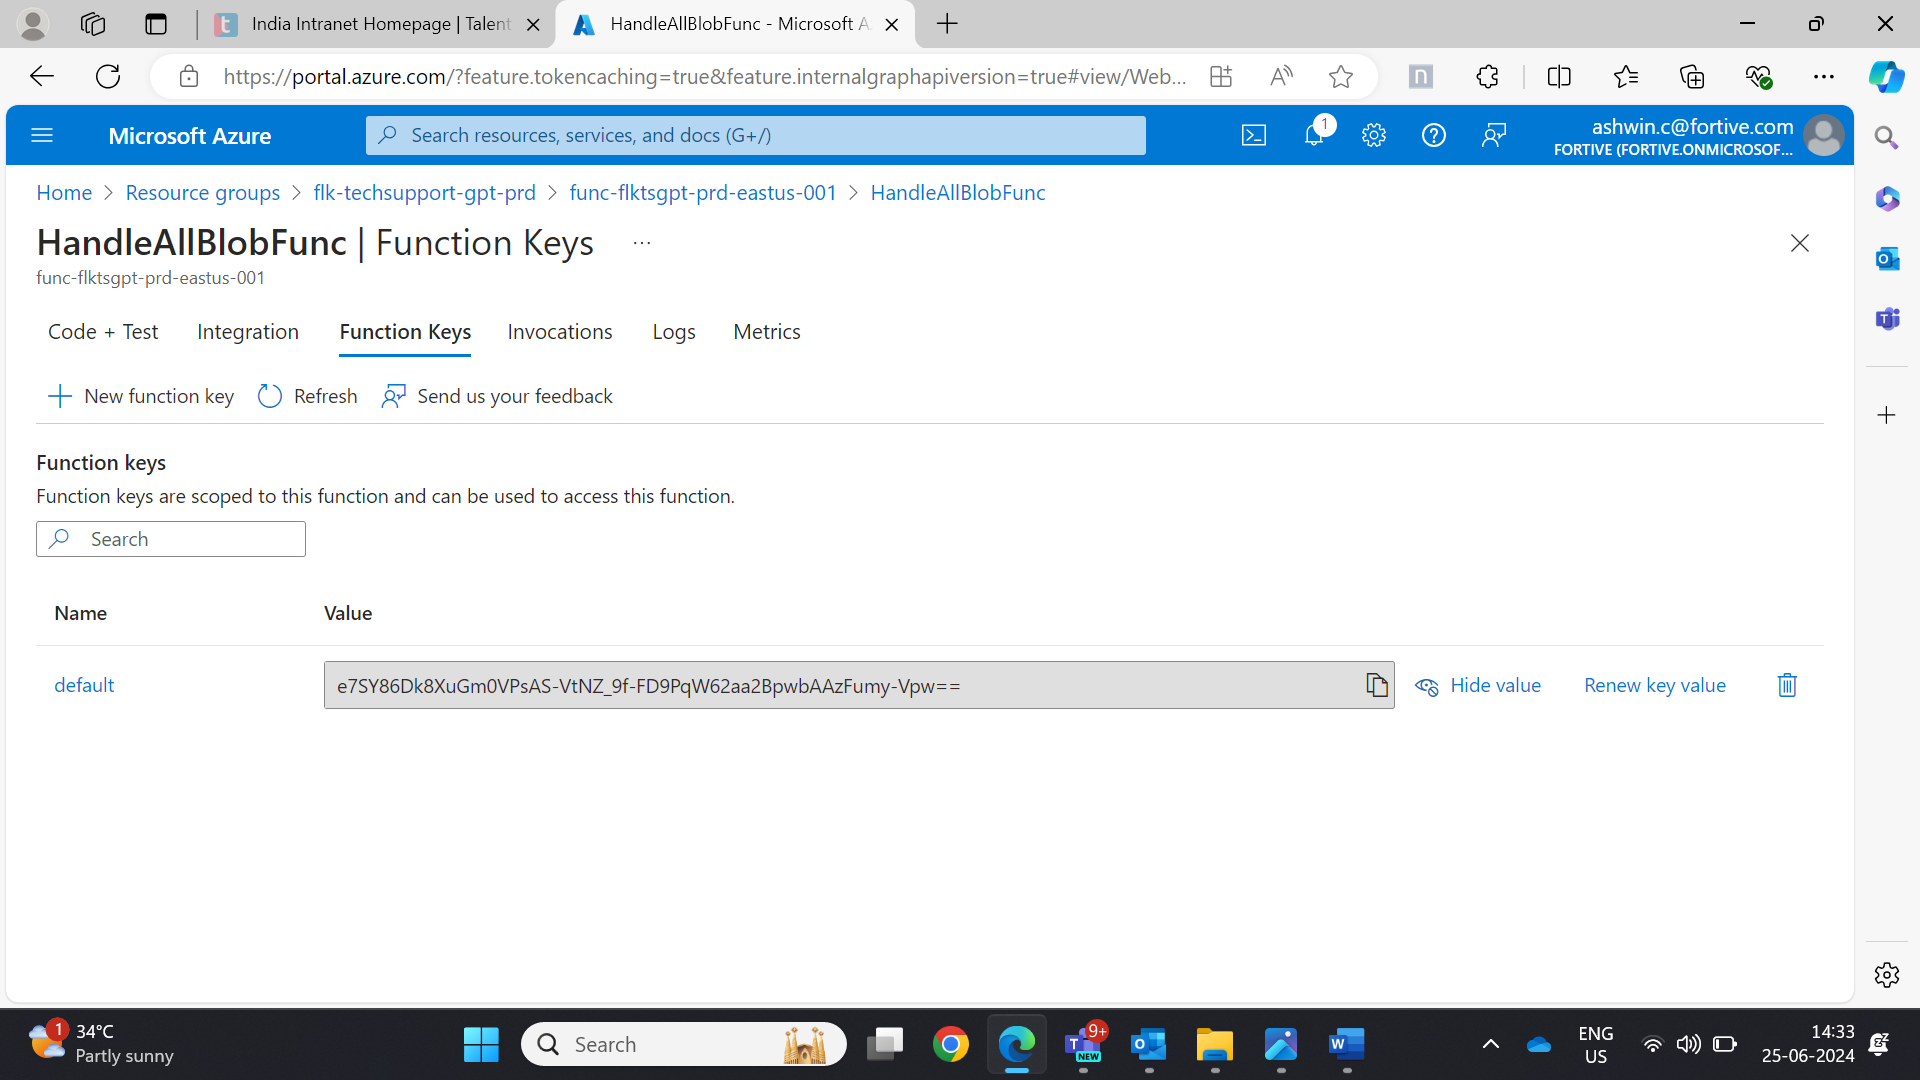 India Intranet Homepage | Talent
HandleAllBlobFunc - Microsoft A
https://portal.azure.com/?feature.tokencaching=true&feature.internalgraphapiversion=true#view/Web...
Microsoft Azure
Search resources, services, and docs (G+/)
1
ashwin.c@fortive.com
FORTIVE (FORTIVE.ONMICROSOF...
Home > Resource groups > flk-techsupport-gpt-prd > func-flktsgpt-prd-eastus-001 > HandleAllBlobFunc
HandleAllBlobFunc | Function Keys ...
func-flktsgpt-prd-eastus-001
Code + Test Integration Function Keys Invocations Logs Metrics
New function key Refresh Send us your feedback
Function keys
Function keys are scoped to this function and can be used to access this function.
Search
Name Value
default e7SY86Dk8XuGm0VPsAS-VtNZ_9f-FD9PqW62aa2BpwbAAzFumy-Vpw== Hide value Renew key value
1
34°C
Partly sunny
Search
9+
NEW
ENG
US
14:33
25-06-2024